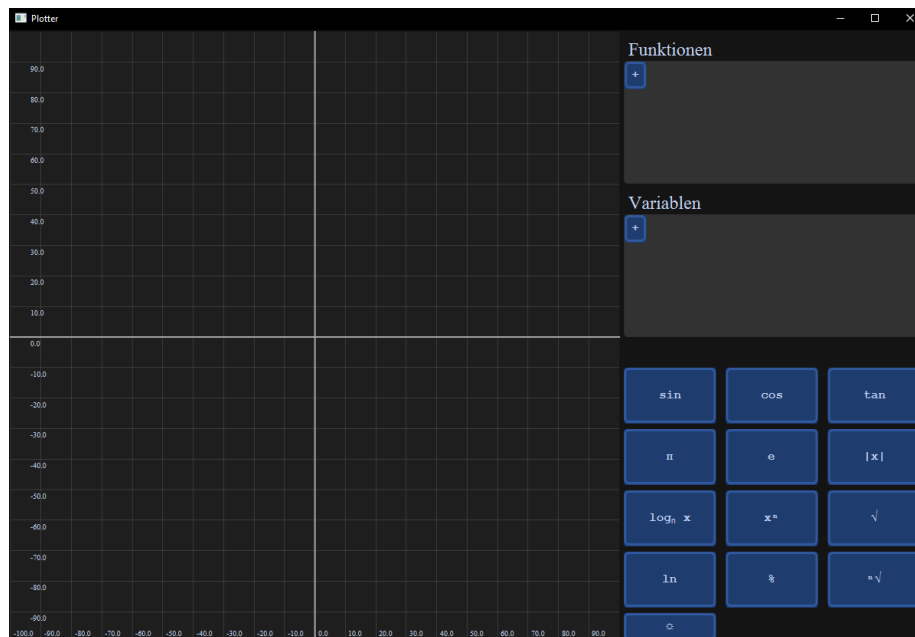 Plotter
Funktionen
+
Variablen
+
90.0
80.0
70.0
60.0
50.0
40.0
30.0
20.0
10.0
0.0
-10.0
-20.0
-30.0
-40.0
-50.0
-60.0
-70.0
-80.0
-90.0
-100.0 -90.0 -80.0 -70.0 -60.0 -50.0 -40.0 -30.0 -20.0 -10.0 0.0 10.0 20.0 30.0 40.0 50.0 60.0 70.0 80.0 90.0
sin cos tan
π e |x|
logₙ x xⁿ √
ln % ⁿ√